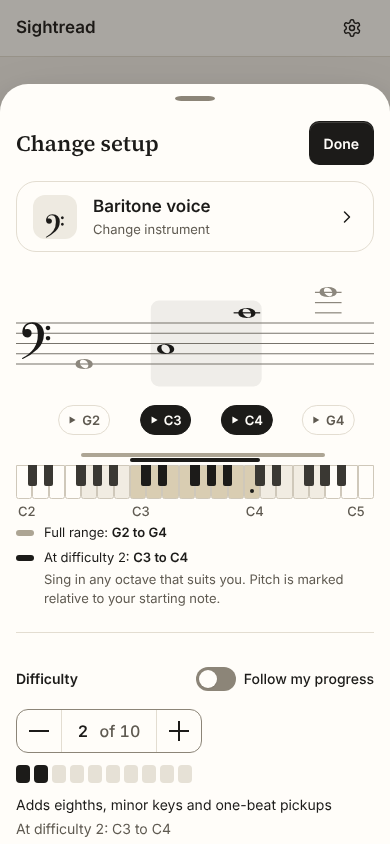 Sightread
Change setup
Done
Baritone voice
Change instrument
G2
C3
C4
G4
C2
C3
C4
C5
Full range: G2 to G4
At difficulty 2: C3 to C4
Sing in any octave that suits you. Pitch is marked
relative to your starting note.
Difficulty
Follow my progress
2 of 10
Adds eighths, minor keys and one-beat pickups
At difficulty 2: C3 to C4